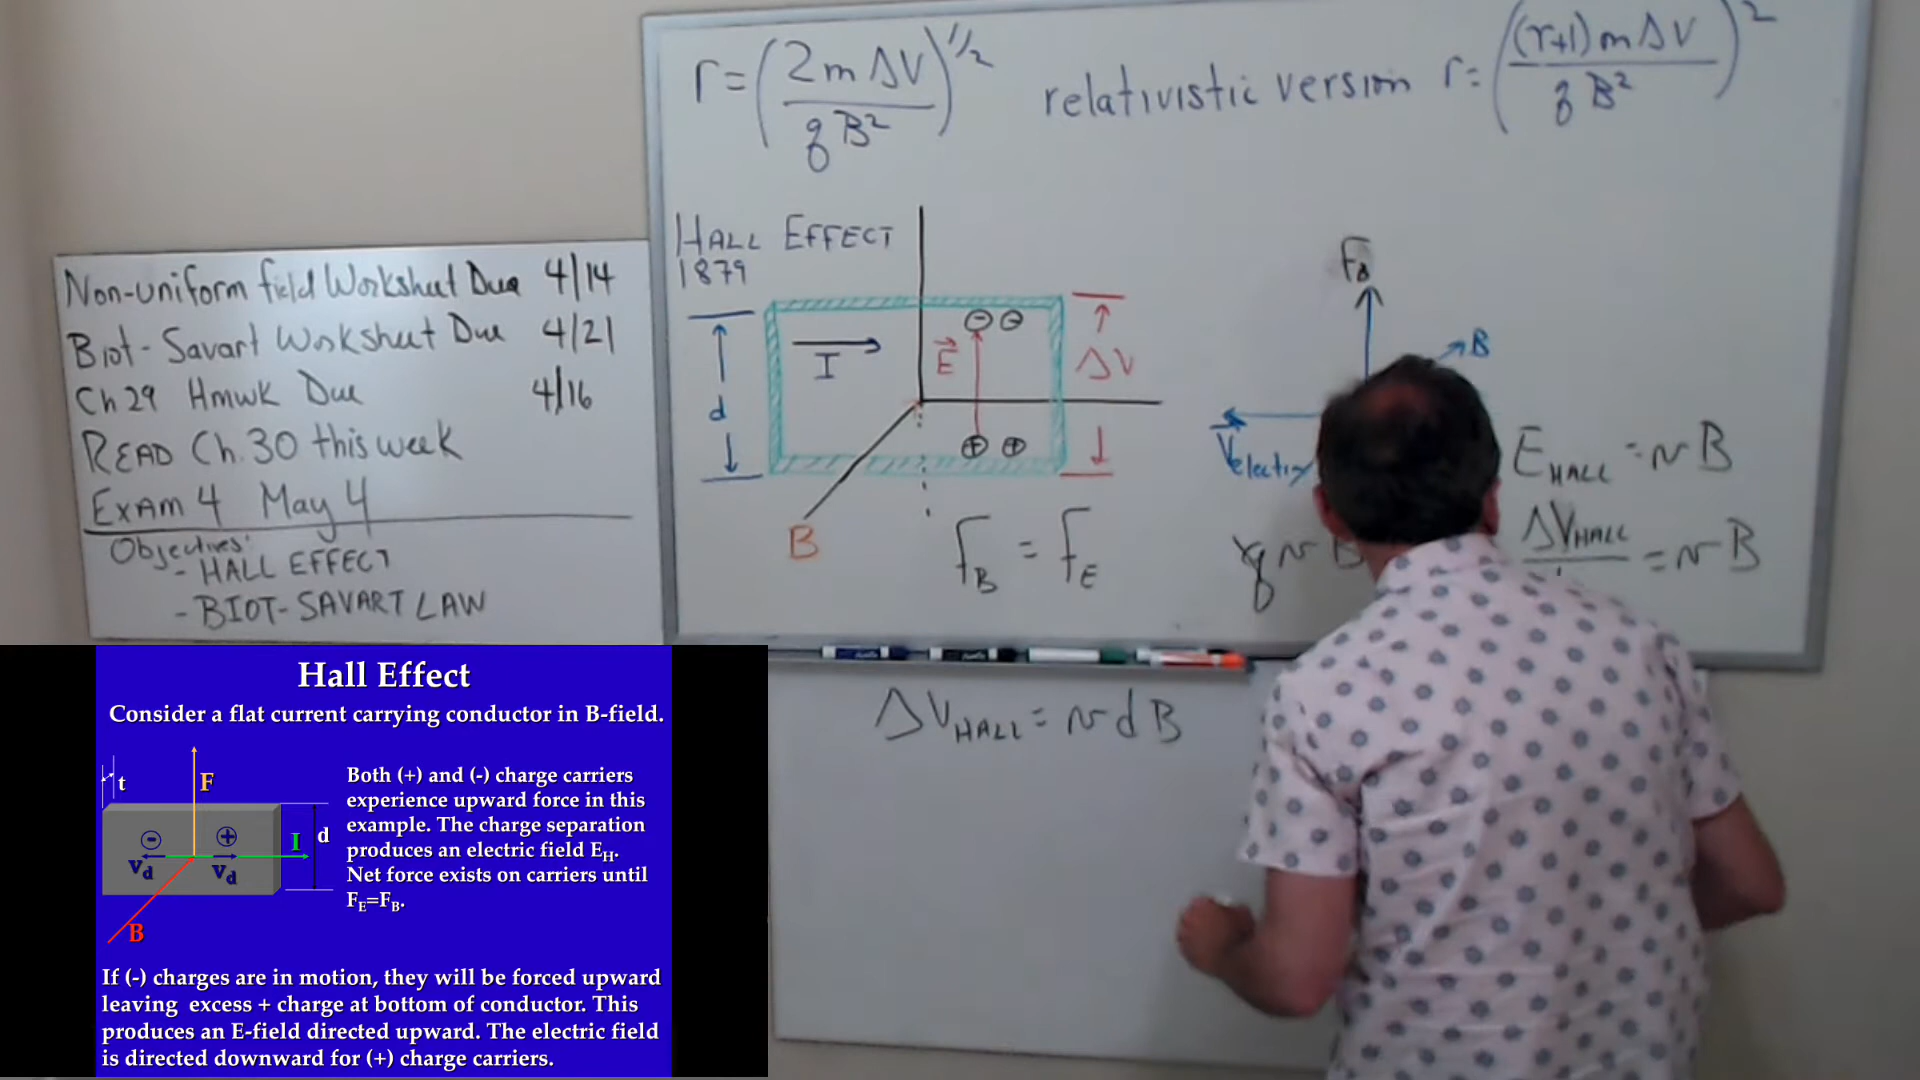 r = (2mΔV / qB²)^1/2 relativistic version r = ((γ+1)mΔV / qB²)²
HALL EFFECT
1879
I
E
ΔV
d
B
F_B = F_E
F_B
B
E_HALL = vB
ΔV_HALL = vB
ΔV_HALL = vdB
Non-uniform field Worksheet Due 4/14
Biot-Savart Worksheet Due 4/21
Ch 29 Hmwk Due 4/16
READ Ch. 30 this week
EXAM 4 May 4
Objectives:
- HALL EFFECT
- BIOT-SAVART LAW
Hall Effect
Consider a flat current carrying conductor in B-field.
t
F
I
d
v_d
v_d
B
Both (+) and (-) charge carriers
experience upward force in this
example. The charge separation
produces an electric field E_H.
Net force exists on carriers until
F_E=F_B.
If (-) charges are in motion, they will be forced upward
leaving excess + charge at bottom of conductor. This
produces an E-field directed upward. The electric field
is directed downward for (+) charge carriers.